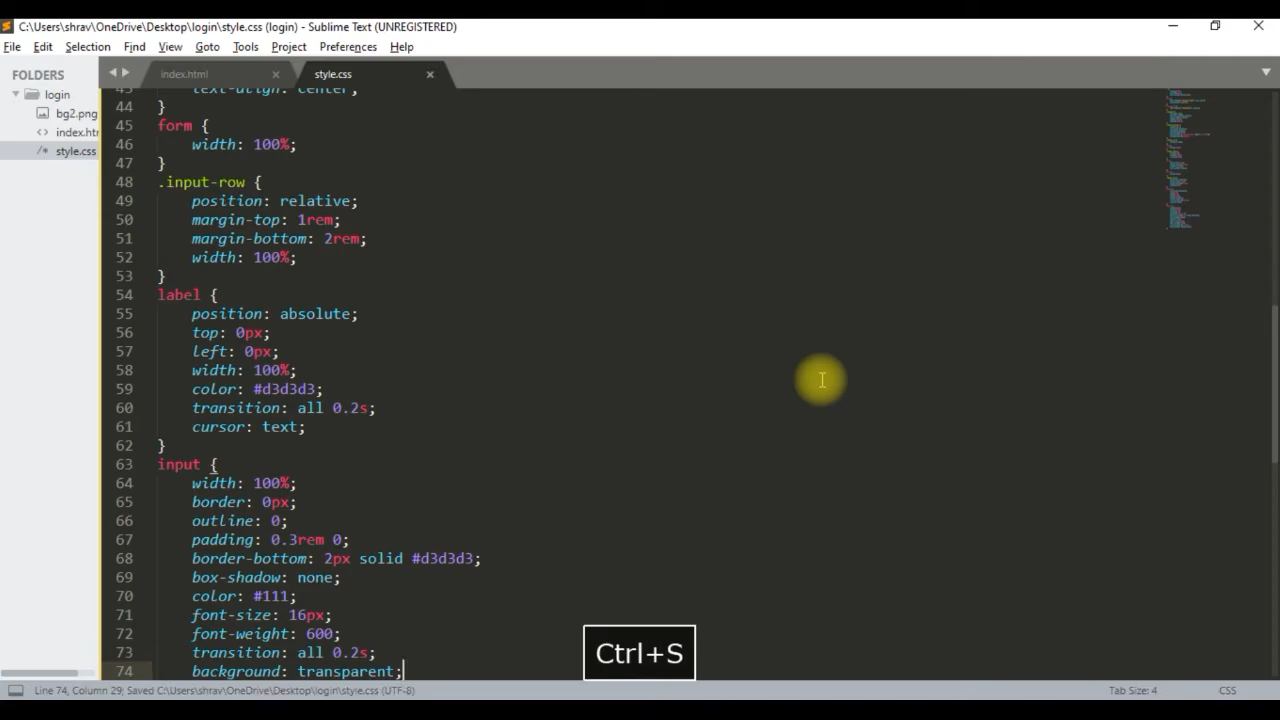 C:\Users\shrav\OneDrive\Desktop\login\style.css (login) - Sublime Text (UNREGISTERED)
File Edit Selection Find View Goto Tools Project Preferences Help
FOLDERS
login
bg2.png
index.htm
style.css
index.html
style.css
43 text-align: center;
44 }
45 form {
46 width: 100%;
47 }
48 .input-row {
49 position: relative;
50 margin-top: 1rem;
51 margin-bottom: 2rem;
52 width: 100%;
53 }
54 label {
55 position: absolute;
56 top: 0px;
57 left: 0px;
58 width: 100%;
59 color: #d3d3d3;
60 transition: all 0.2s;
61 cursor: text;
62 }
63 input {
64 width: 100%;
65 border: 0px;
66 outline: 0;
67 padding: 0.3rem 0;
68 border-bottom: 2px solid #d3d3d3;
69 box-shadow: none;
70 color: #111;
71 font-size: 16px;
72 font-weight: 600;
73 transition: all 0.2s;
74 background: transparent;
Ctrl+S
Line 74, Column 29; Saved C:\Users\shrav\OneDrive\Desktop\login\style.css (UTF-8)
Tab Size: 4
CSS